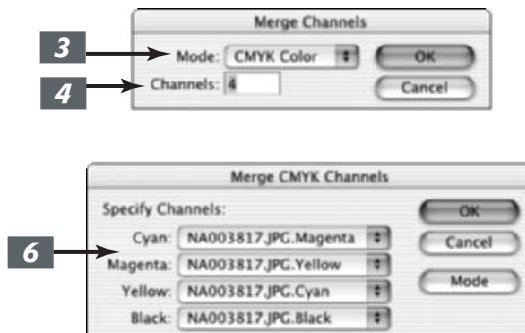 Merge Channels
3 Mode: CMYK Color OK
4 Channels: 4 Cancel
Merge CMYK Channels
Specify Channels: OK
6 Cyan: NA003817.JPG.Magenta Cancel
Magenta: NA003817.JPG.Yellow Mode
Yellow: NA003817.JPG.Cyan
Black: NA003817.JPG.Black